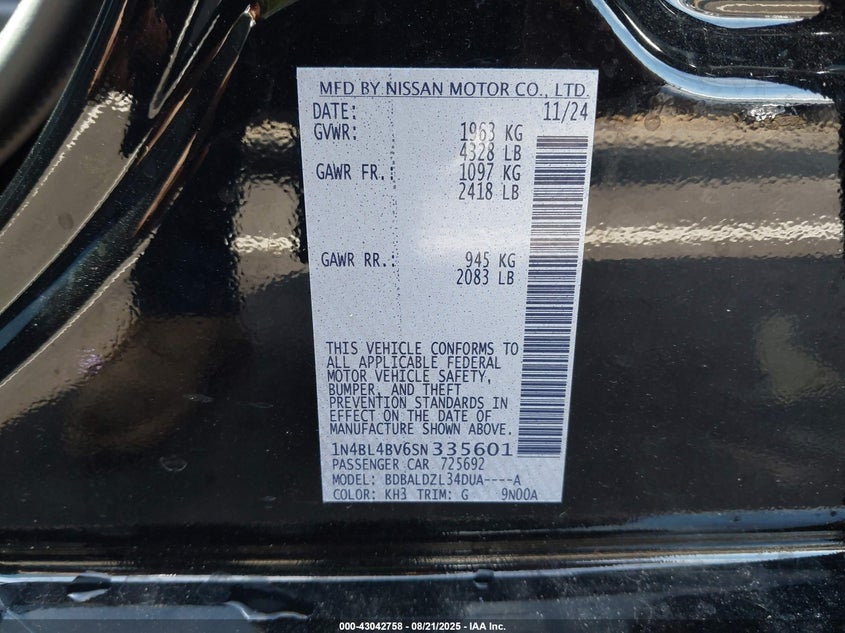 MFD BY NISSAN MOTOR CO., LTD.
DATE: 11/24
GVWR: 1963 KG
4328 LB
GAWR FR.: 1097 KG
2418 LB
GAWR RR.: 945 KG
2083 LB
THIS VEHICLE CONFORMS TO
ALL APPLICABLE FEDERAL
MOTOR VEHICLE SAFETY,
BUMPER, AND THEFT
PREVENTION STANDARDS IN
EFFECT ON THE DATE OF
MANUFACTURE SHOWN ABOVE.
1N4BL4BV6SN335601
PASSENGER CAR 725692
MODEL: BDBALDZL34DUA----A
COLOR: KH3 TRIM: G 9N00A
000-43042758 - 08/21/2025 - IAA Inc.